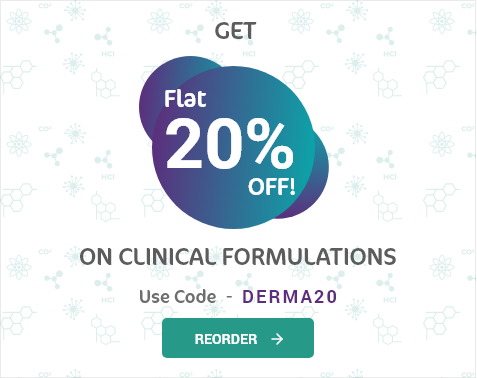 GET
Flat
20%
OFF!
ON CLINICAL FORMULATIONS
Use Code - DERMA20
REORDER →